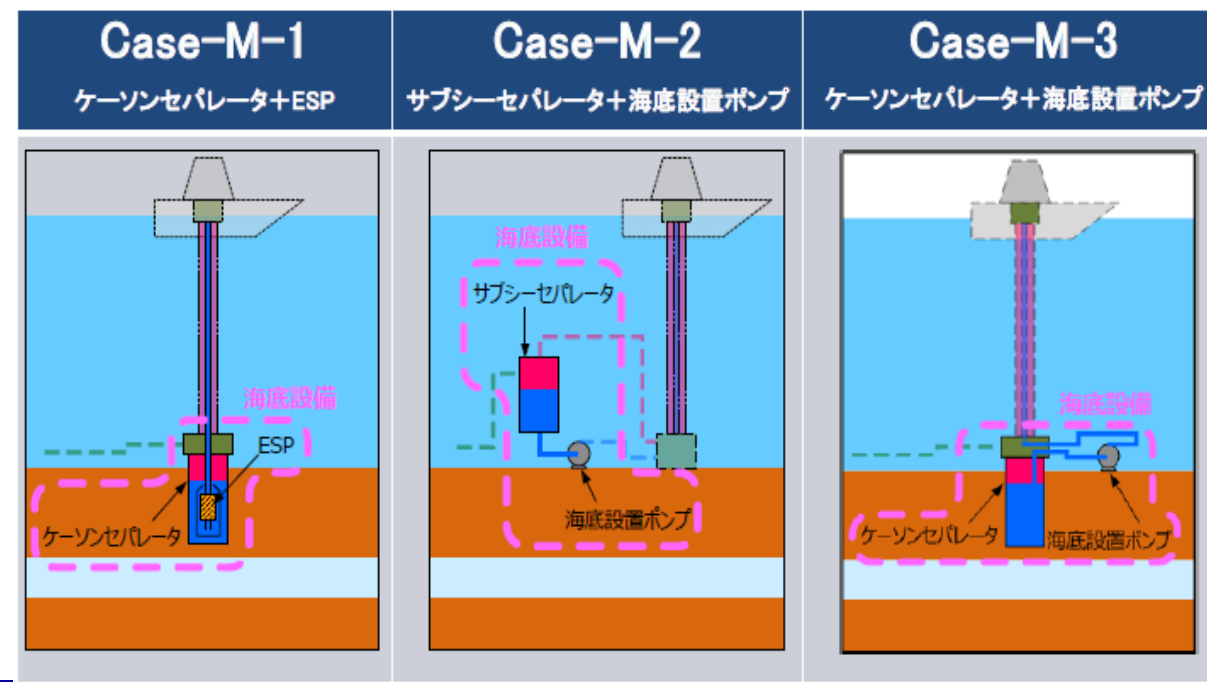 Case-M-1
ケーソンセパレータ+ESP
Case-M-2
サブシーセパレータ+海底設置ポンプ
Case-M-3
ケーソンセパレータ+海底設置ポンプ
海底設備
ESP
ケーソンセパレータ
海底設備
サブシーセパレータ
海底設置ポンプ
海底設備
ケーソンセパレータ
海底設置ポンプ